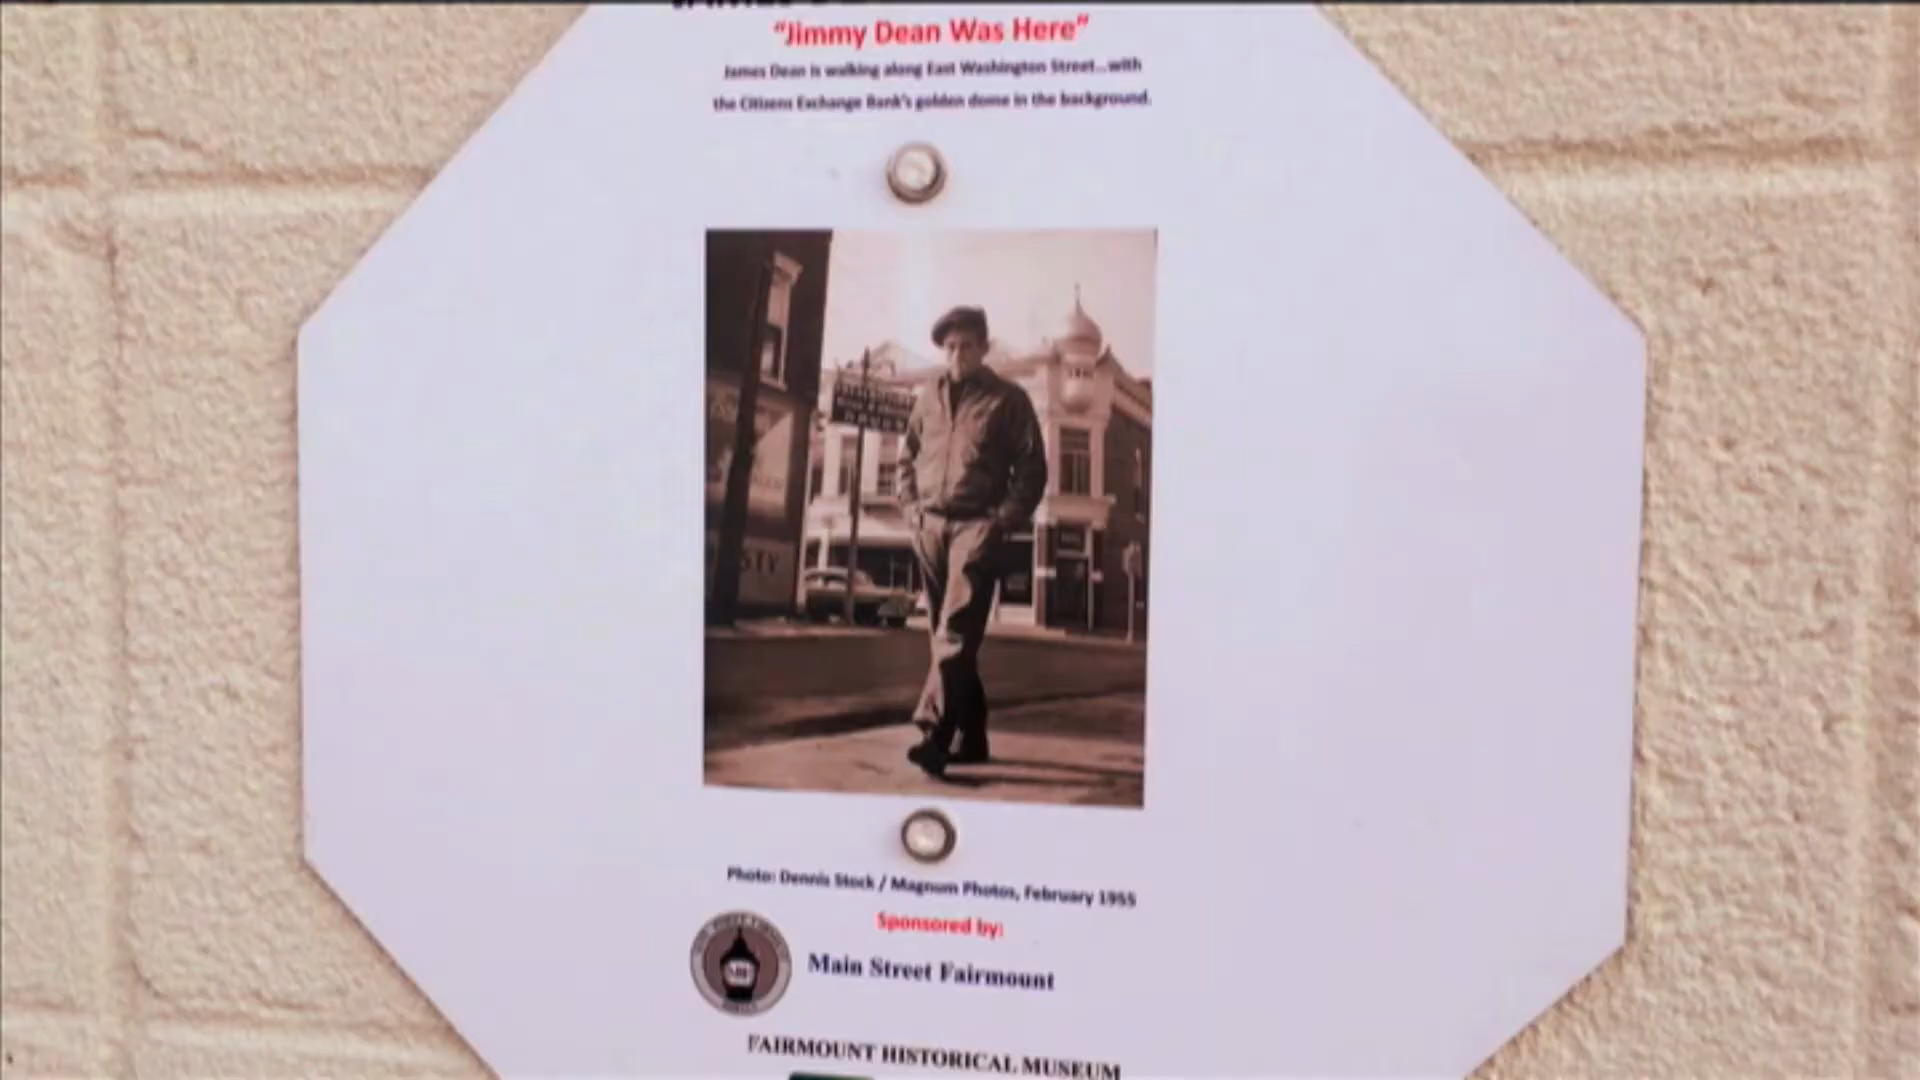 “Jimmy Dean Was Here”
James Dean is walking along East Washington Street...with
the Citizens Exchange Bank's golden dome in the background.
STY
Photo: Dennis Stock / Magnum Photos, February 1955
Sponsored by:
Main Street Fairmount
FAIRMOUNT HISTORICAL MUSEUM